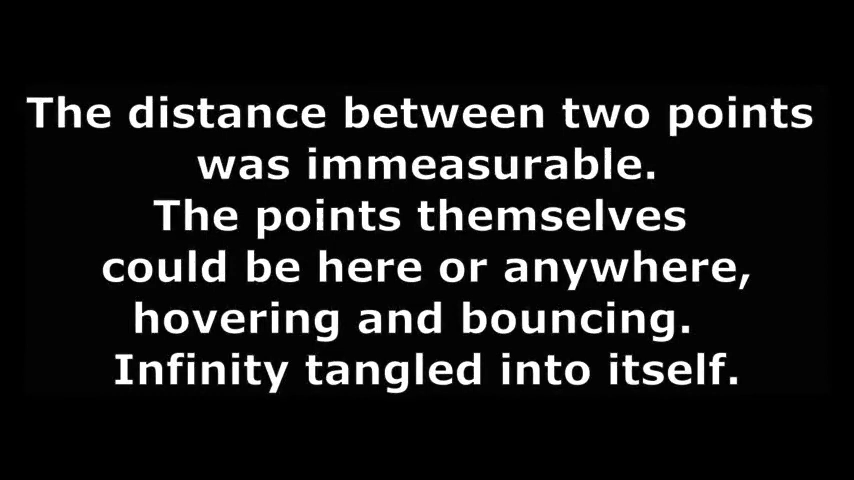 The distance between two points
was immeasurable.
The points themselves
could be here or anywhere,
hovering and bouncing.
Infinity tangled into itself.